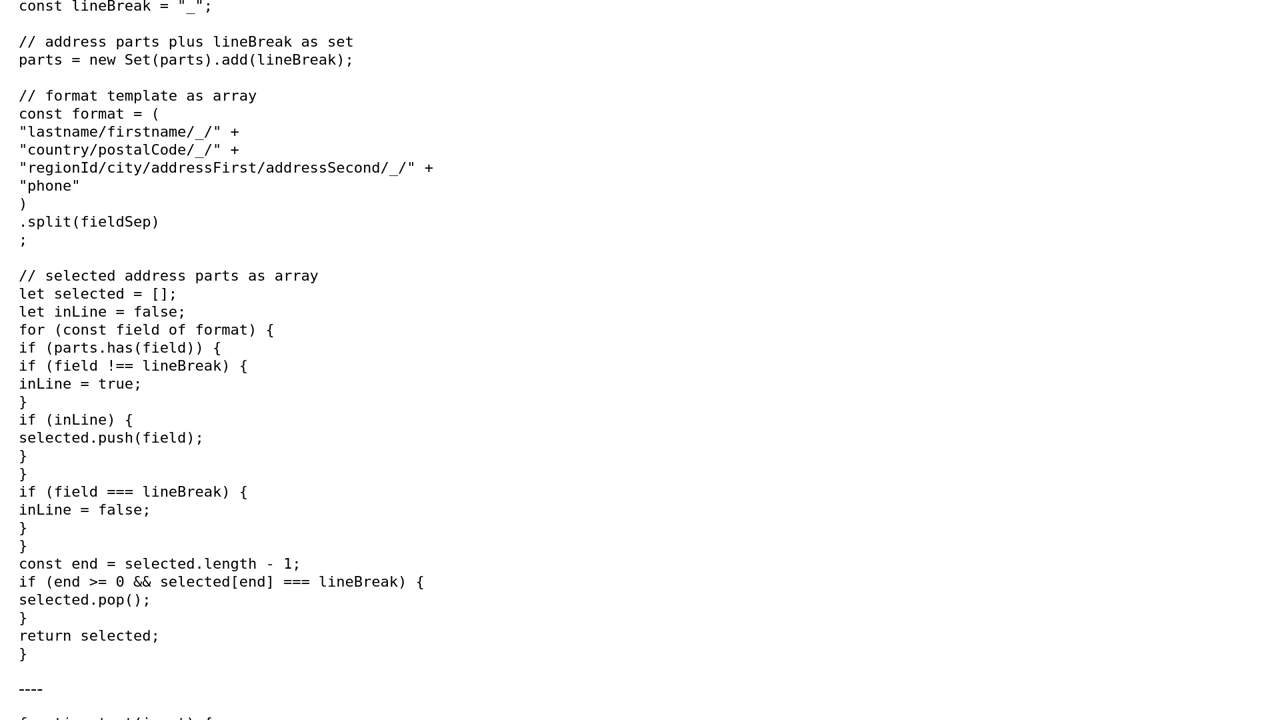 const lineBreak = "_";
// address parts plus lineBreak as set
parts = new Set(parts).add(lineBreak);
// format template as array
const format = (
"lastname/firstname/_/" +
"country/postalCode/_/" +
"regionId/city/addressFirst/addressSecond/_/" +
"phone"
)
.split(fieldSep)
;
// selected address parts as array
let selected = [];
let inLine = false;
for (const field of format) {
if (parts.has(field)) {
if (field !== lineBreak) {
inLine = true;
}
if (inLine) {
selected.push(field);
}
}
if (field === lineBreak) {
inLine = false;
}
}
const end = selected.length - 1;
if (end >= 0 && selected[end] === lineBreak) {
selected.pop();
}
return selected;
}
----